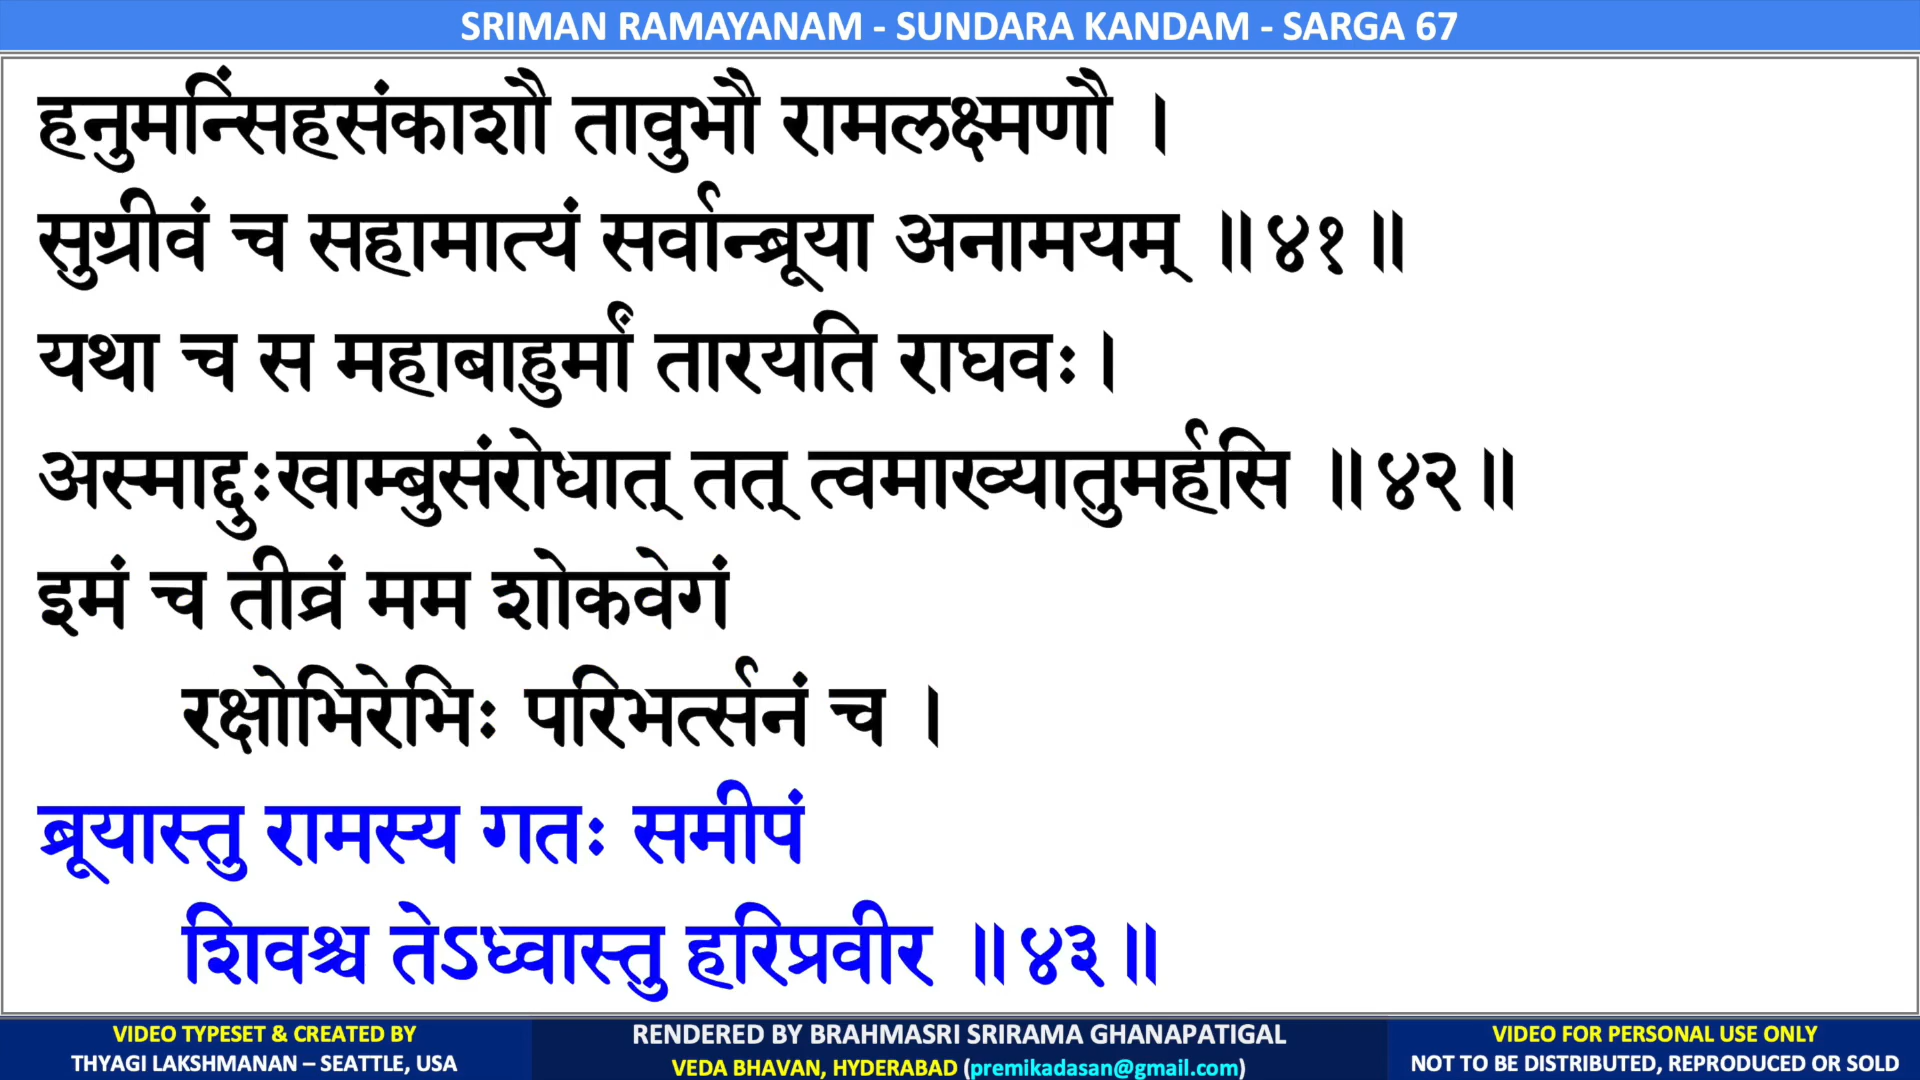 SRIMAN RAMAYANAM - SUNDARA KANDAM - SARGA 67
हनुमन्सिंहसंकाशौ तावुभौ रामलक्ष्मणौ ।
सुग्रीवं च सहामात्यं सर्वान्ब्रूया अनामयम् ॥४१॥
यथा च स महाबाहुर्मां तारयति राघवः।
अस्माद्दुःखाम्बुसंरोधात् तत् त्वमाख्यातुमर्हसि ॥४२॥
इमं च तीव्रं मम शोकवेगं
रक्षोभिरेभिः परिभर्त्सनं च ।
ब्रूयास्तु रामस्य गतः समीपं
शिवश्च तेऽध्वास्तु हरिप्रवीर ॥४३॥
VIDEO TYPESET & CREATED BY
THYAGI LAKSHMANAN – SEATTLE, USA
RENDERED BY BRAHMASRI SRIRAMA GHANAPATIGAL
VEDA BHAVAN, HYDERABAD (premikadasan@gmail.com)
VIDEO FOR PERSONAL USE ONLY
NOT TO BE DISTRIBUTED, REPRODUCED OR SOLD